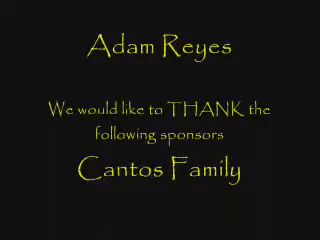 Adam Reyes
We would like to THANK the
following sponsors
Cantos Family